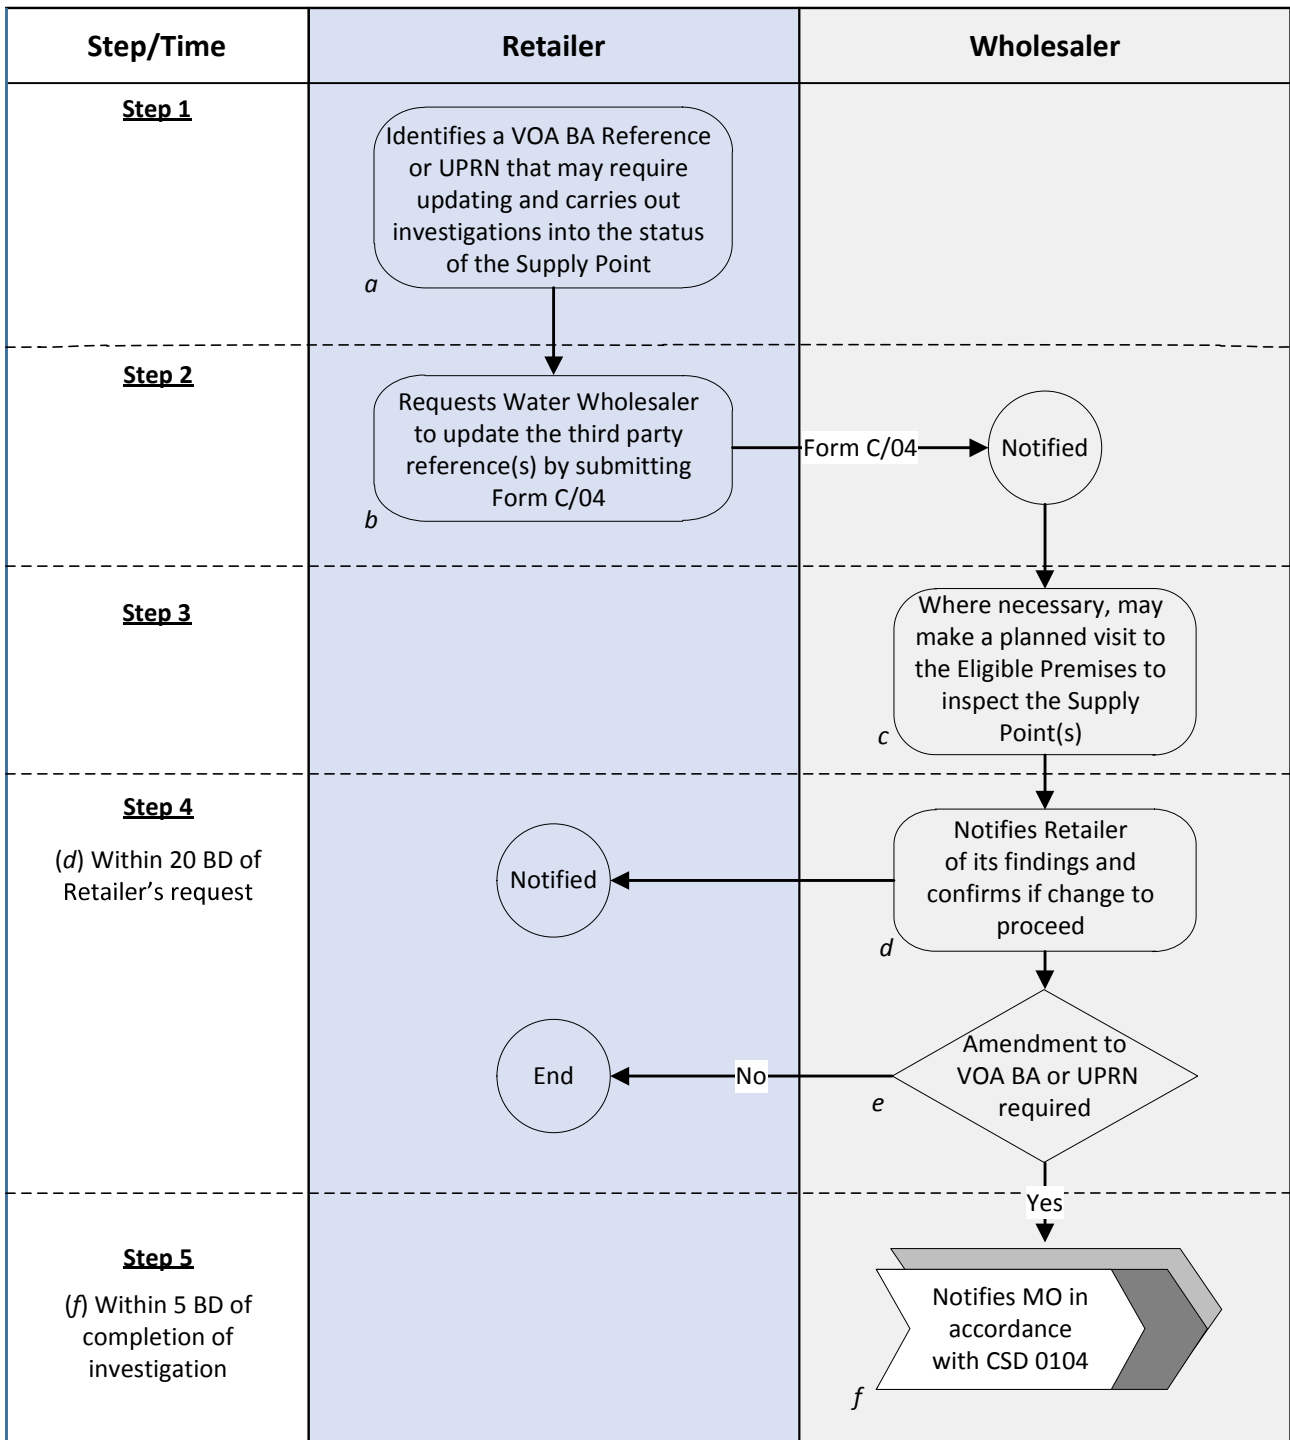 Step/Time
Retailer
Wholesaler
Step 1
Identifies a VOA BA Reference
or UPRN that may require
updating and carries out
investigations into the status
of the Supply Point
a
Step 2
Requests Water Wholesaler
to update the third party
reference(s) by submitting
Form C/04
b
Form C/04
Notified
Step 3
Where necessary, may
make a planned visit to
the Eligible Premises to
inspect the Supply
Point(s)
c
Step 4
(d) Within 20 BD of
Retailer’s request
Notified
Notifies Retailer
of its findings and
confirms if change to
proceed
d
End
No
Amendment to
VOA BA or UPRN
required
e
Yes
Step 5
(f) Within 5 BD of
completion of
investigation
Notifies MO in
accordance
with CSD 0104
f